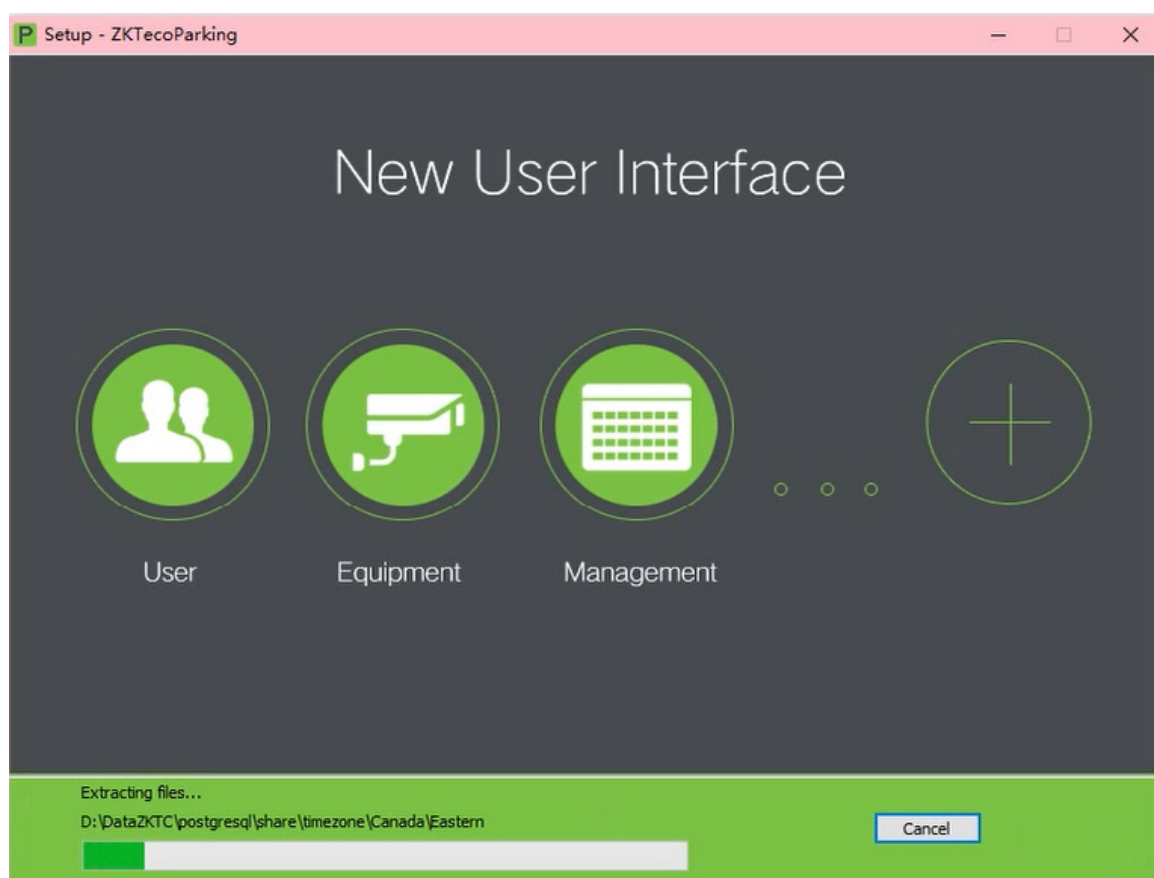 P Setup - ZKTecoParking
New User Interface
User Equipment Management
Extracting files...
D:\DataZKTC\postgresql\share\timezone\Canada\Eastern
Cancel